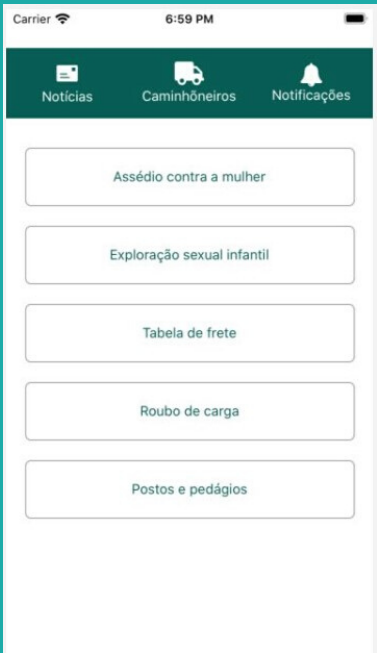 Carrier 6:59 PM
Notícias Caminhôneiros Notificações
Assédio contra a mulher
Exploração sexual infantil
Tabela de frete
Roubo de carga
Postos e pedágios